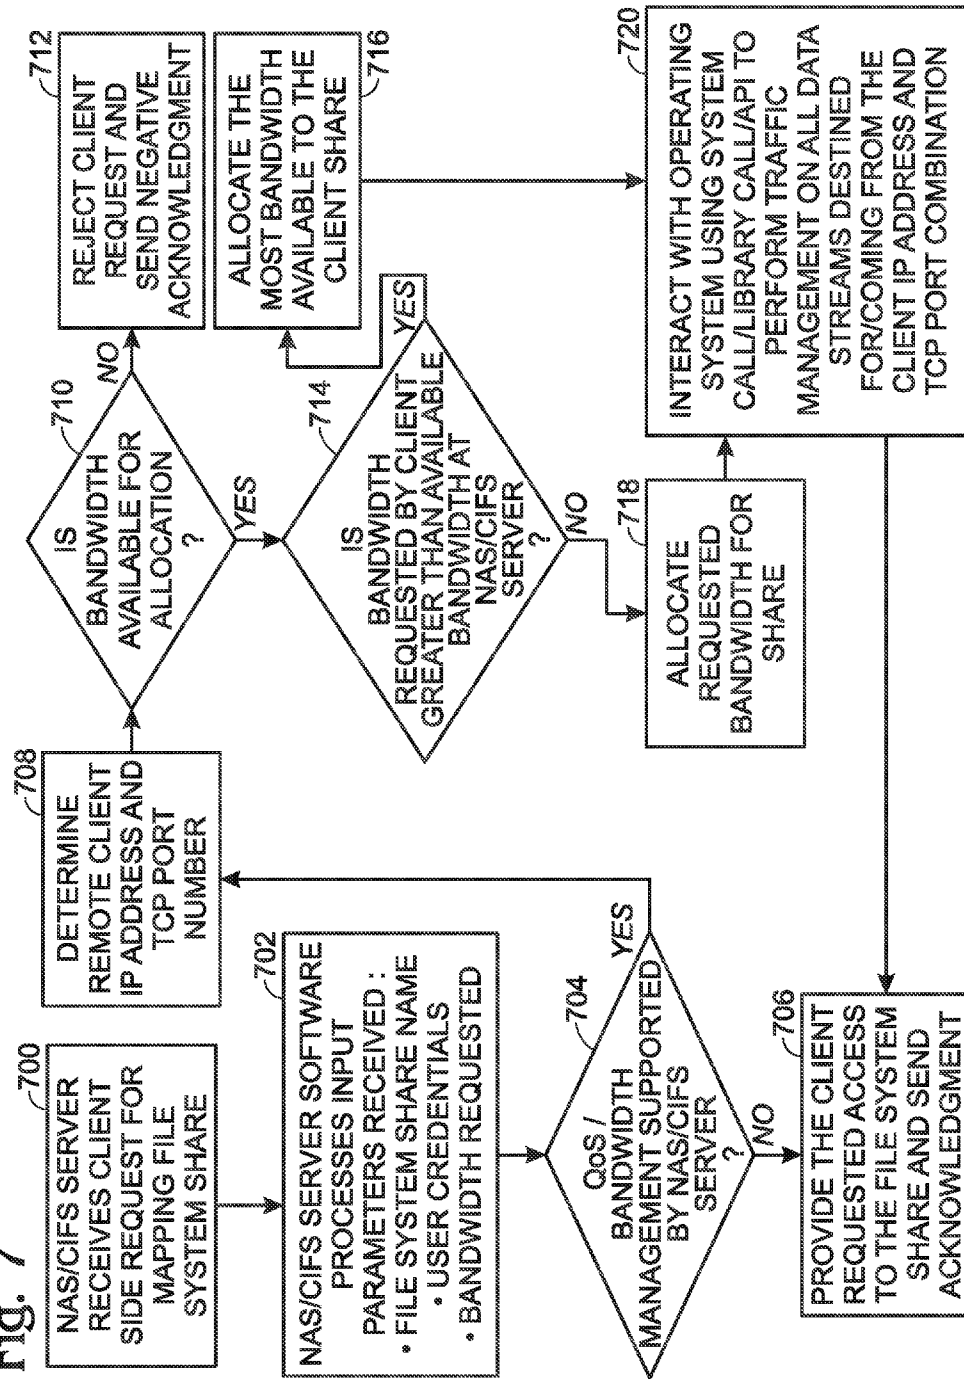 Fig. 7
700
NAS/CIFS SERVER
RECEIVES CLIENT
SIDE REQUEST FOR
MAPPING FILE
SYSTEM SHARE
702
NAS/CIFS SERVER SOFTWARE
PROCESSES INPUT
PARAMETERS RECEIVED :
• FILE SYSTEM SHARE NAME
• USER CREDENTIALS
• BANDWIDTH REQUESTED
704
QoS /
BANDWIDTH
MANAGEMENT SUPPORTED
BY NAS/CIFS
SERVER
?
YES
NO
706
PROVIDE THE CLIENT
REQUESTED ACCESS
TO THE FILE SYSTEM
SHARE AND SEND
ACKNOWLEDGMENT
708
DETERMINE
REMOTE CLIENT
IP ADDRESS AND
TCP PORT
NUMBER
710
IS
BANDWIDTH
AVAILABLE FOR
ALLOCATION
?
NO
YES
712
REJECT CLIENT
REQUEST AND
SEND NEGATIVE
ACKNOWLEDGMENT
714
IS
BANDWIDTH
REQUESTED BY CLIENT
GREATER THAN AVAILABLE
BANDWIDTH AT
NAS/CIFS
SERVER
?
YES
NO
716
ALLOCATE THE
MOST BANDWIDTH
AVAILABLE TO THE
CLIENT SHARE
718
ALLOCATE
REQUESTED
BANDWIDTH FOR
SHARE
720
INTERACT WITH OPERATING
SYSTEM USING SYSTEM
CALL/LIBRARY CALL/API TO
PERFORM TRAFFIC
MANAGEMENT ON ALL DATA
STREAMS DESTINED
FOR/COMING FROM THE
CLIENT IP ADDRESS AND
TCP PORT COMBINATION